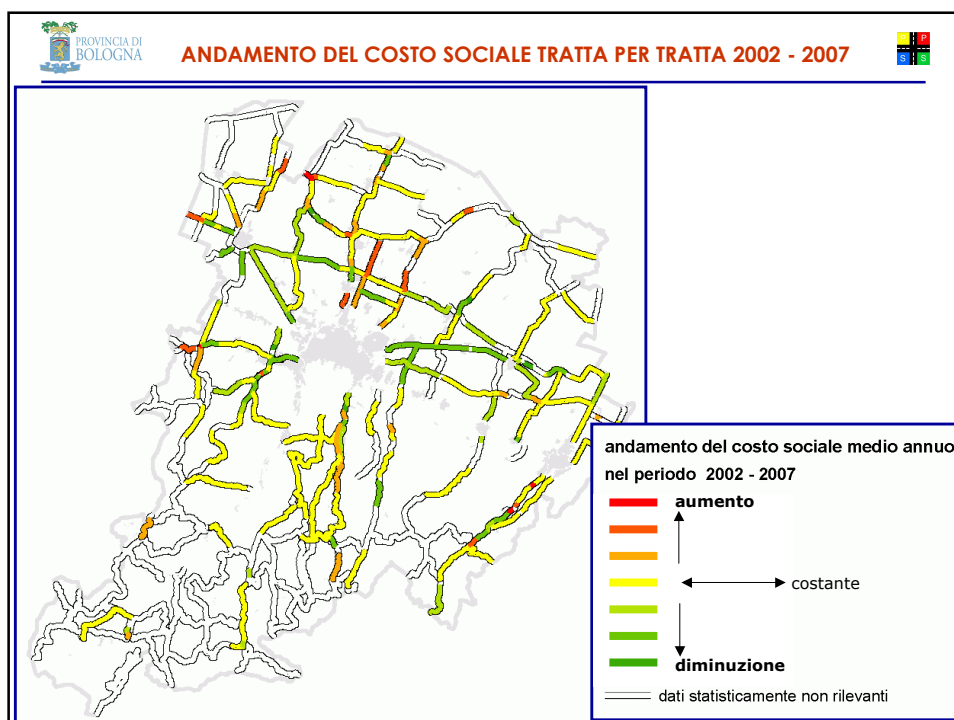 PROVINCIA DI
BOLOGNA
ANDAMENTO DEL COSTO SOCIALE TRATTA PER TRATTA 2002 - 2007
P
S S
andamento del costo sociale medio annuo
nel periodo 2002 - 2007
aumento
costante
diminuzione
dati statisticamente non rilevanti